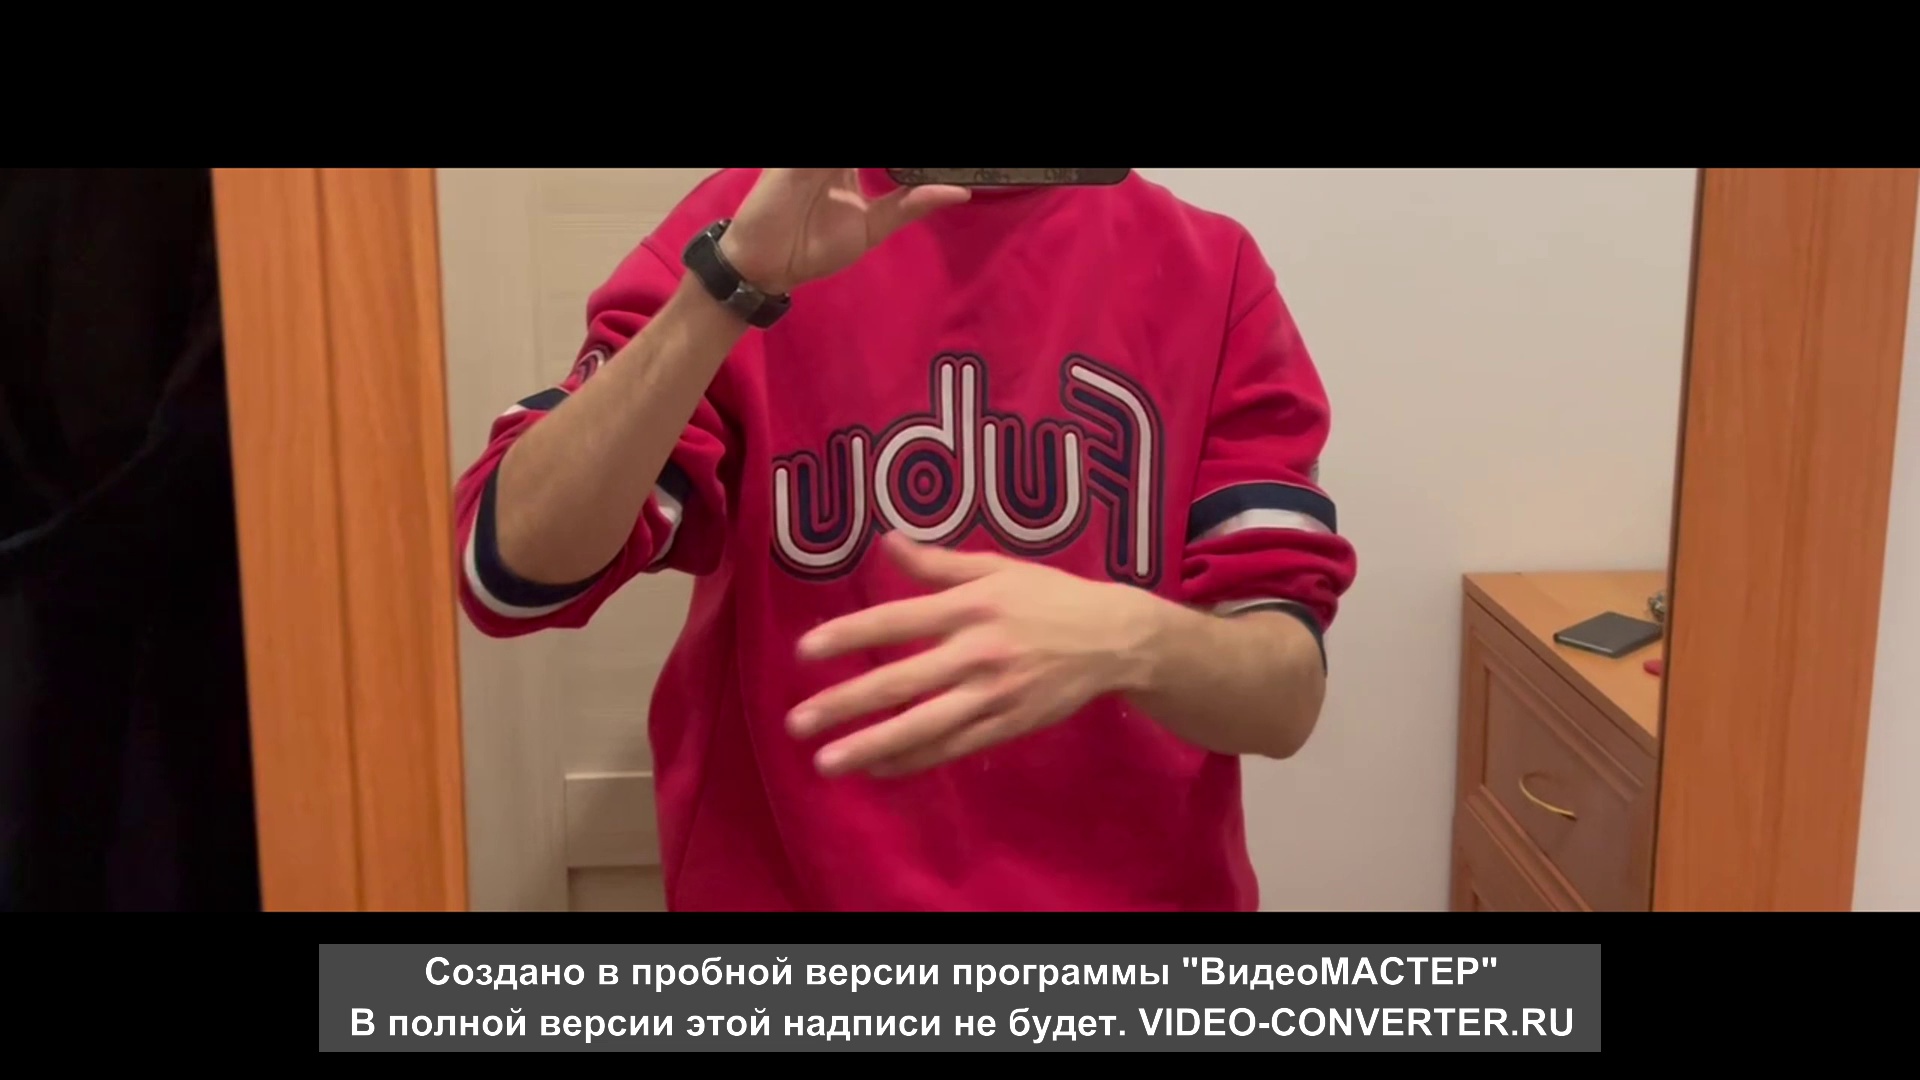 Fubu
Создано в пробной версии программы "ВидеоМАСТЕР"
В полной версии этой надписи не будет. VIDEO-CONVERTER.RU